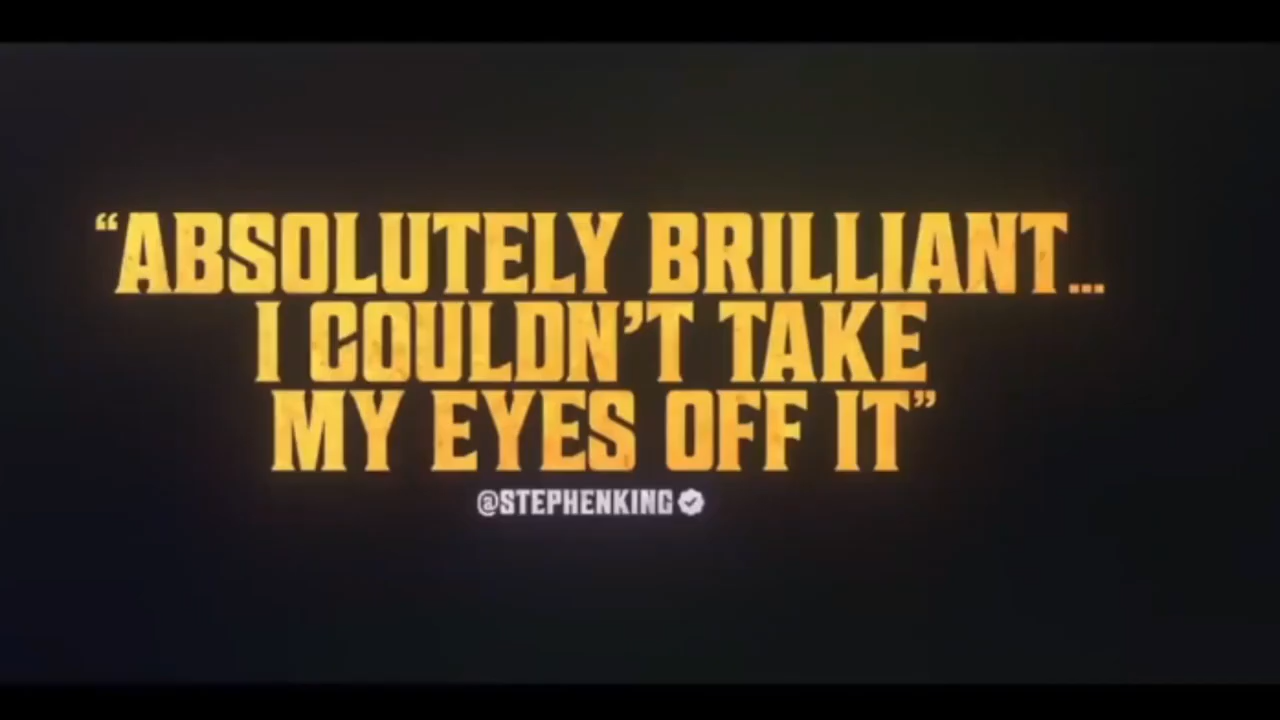 “ABSOLUTELY BRILLIANT...
I COULDN’T TAKE
MY EYES OFF IT”
@STEPHENKING